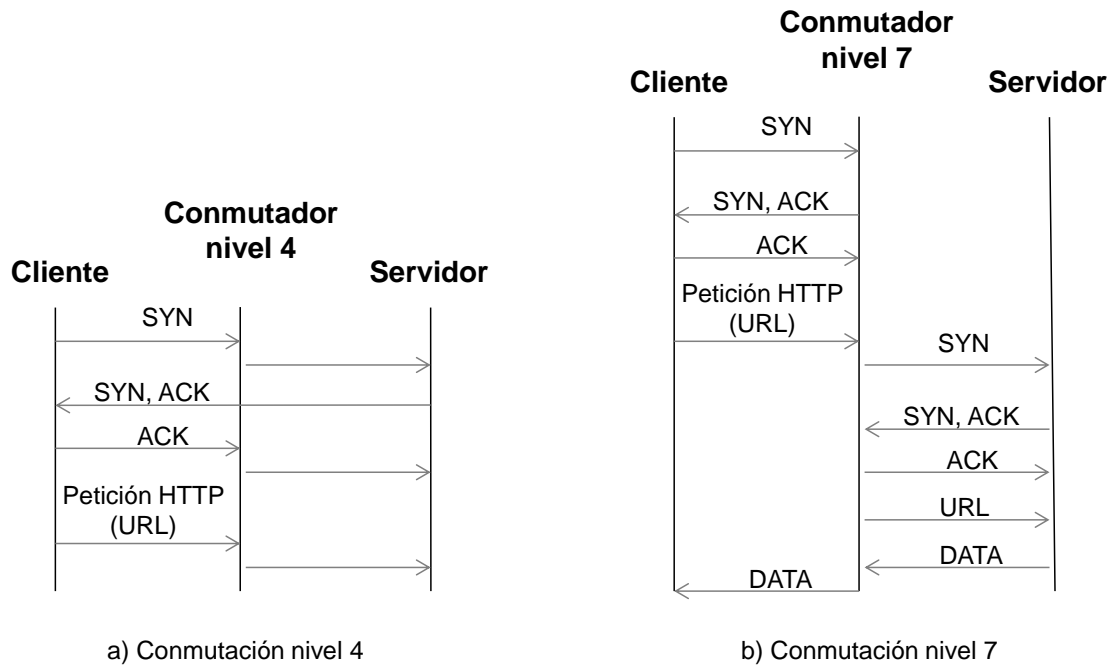 Conmutador
nivel 4
Cliente
Servidor
SYN
SYN, ACK
ACK
Petición HTTP
(URL)
a) Conmutación nivel 4
Conmutador
nivel 7
Cliente
Servidor
SYN
SYN, ACK
ACK
Petición HTTP
(URL)
SYN
SYN, ACK
ACK
URL
DATA
DATA
b) Conmutación nivel 7